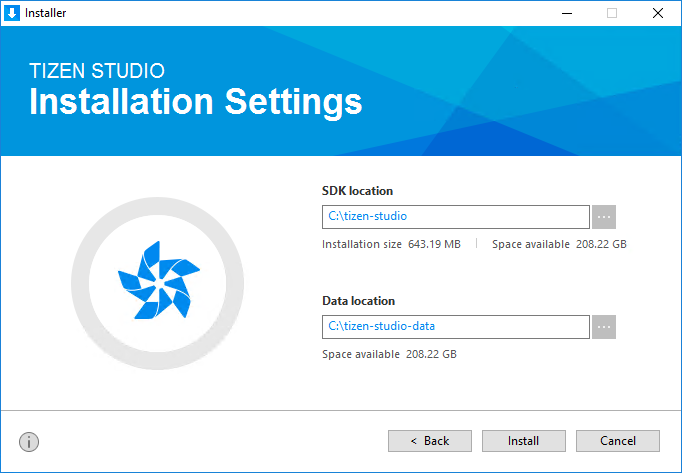 Installer
TIZEN STUDIO
Installation Settings
SDK location
C:\tizen-studio
...
Installation size 643.19 MB | Space available 208.22 GB
Data location
C:\tizen-studio-data
...
Space available 208.22 GB
i
< Back
Install
Cancel